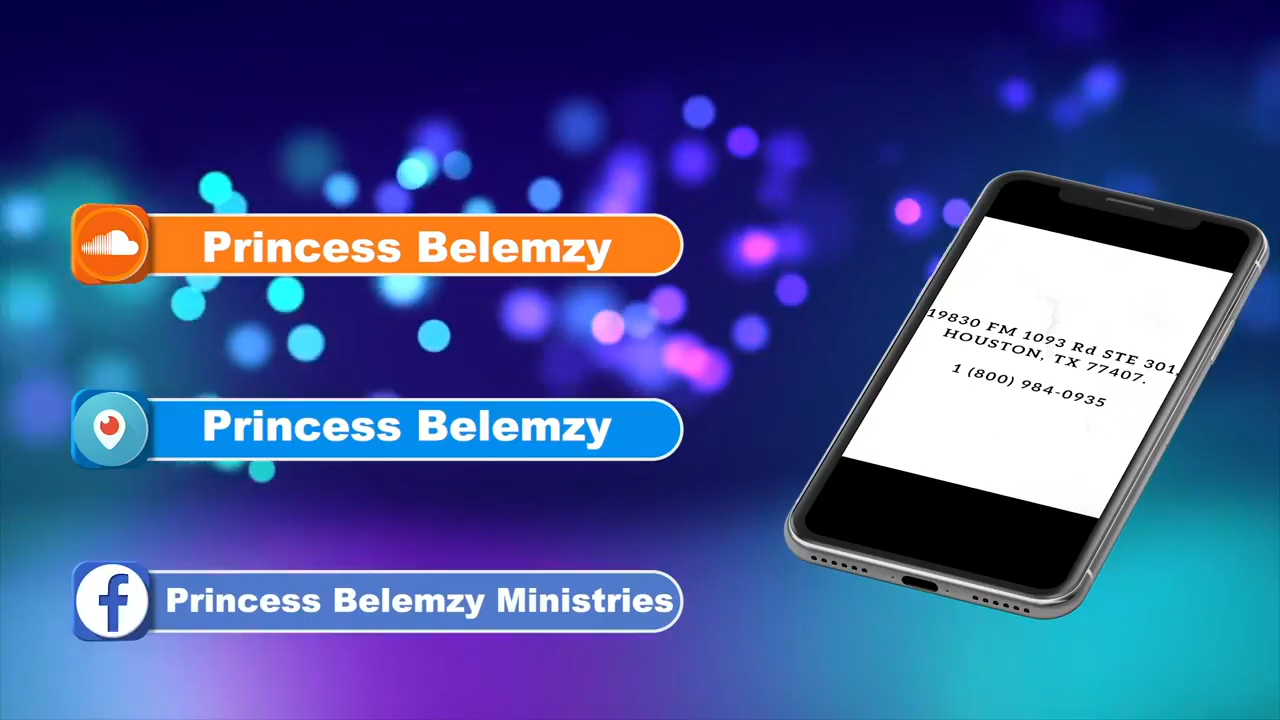 Princess Belemzy
Princess Belemzy
Princess Belemzy Ministries
19830 FM 1093 Rd STE 301,
HOUSTON, TX 77407.
1 (800) 984-0935